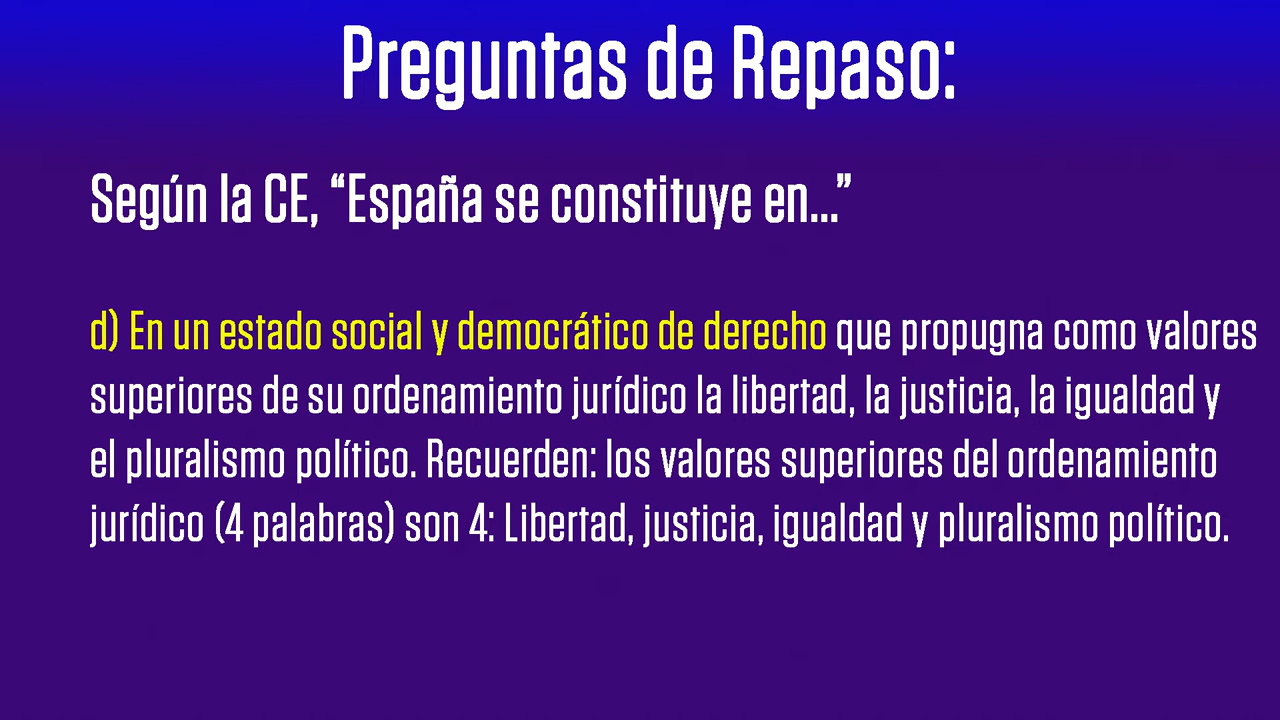 Preguntas de Repaso:
Según la CE, “España se constituye en...”
d) En un estado social y democrático de derecho que propugna como valores
superiores de su ordenamiento jurídico la libertad, la justicia, la igualdad y
el pluralismo político. Recuerden: los valores superiores del ordenamiento
jurídico (4 palabras) son 4: Libertad, justicia, igualdad y pluralismo político.